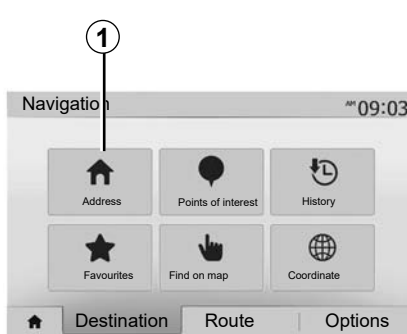 1
Navigation AM 09:03
Address Points of interest History
Favourites Find on map Coordinate
Destination Route Options